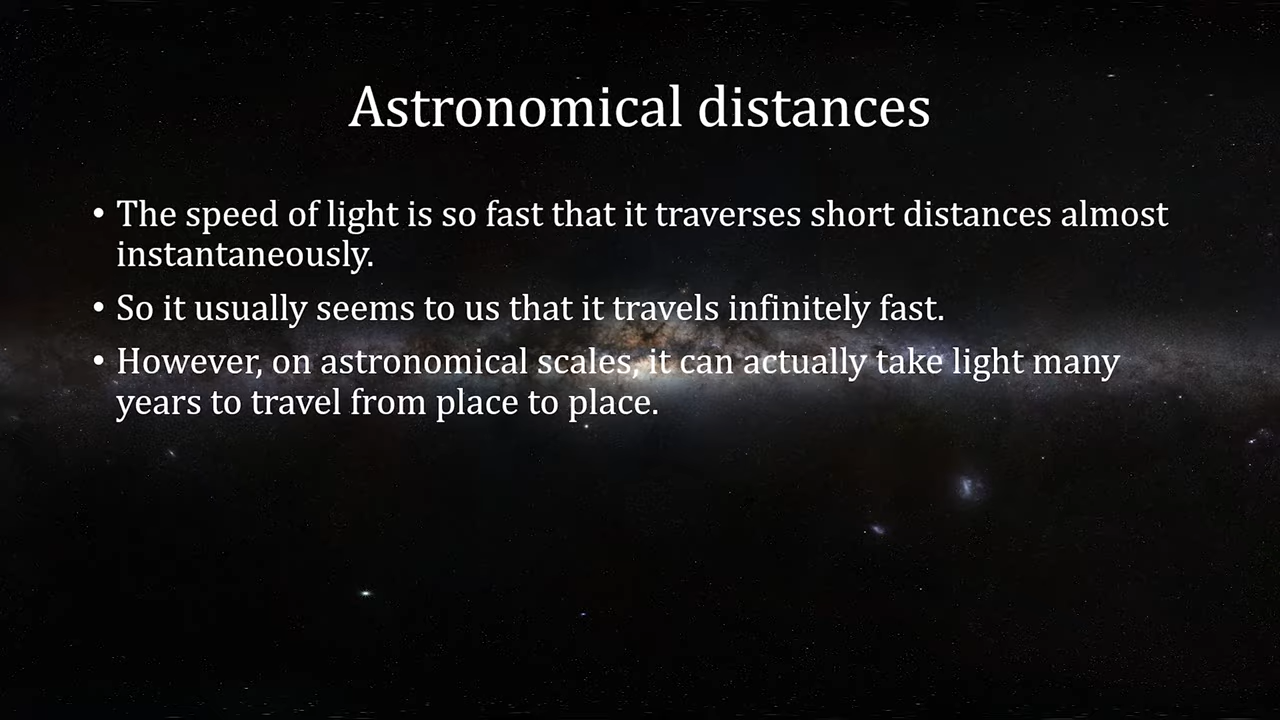 Astronomical distances
• The speed of light is so fast that it traverses short distances almost
instantaneously.
• So it usually seems to us that it travels infinitely fast.
• However, on astronomical scales, it can actually take light many
years to travel from place to place.